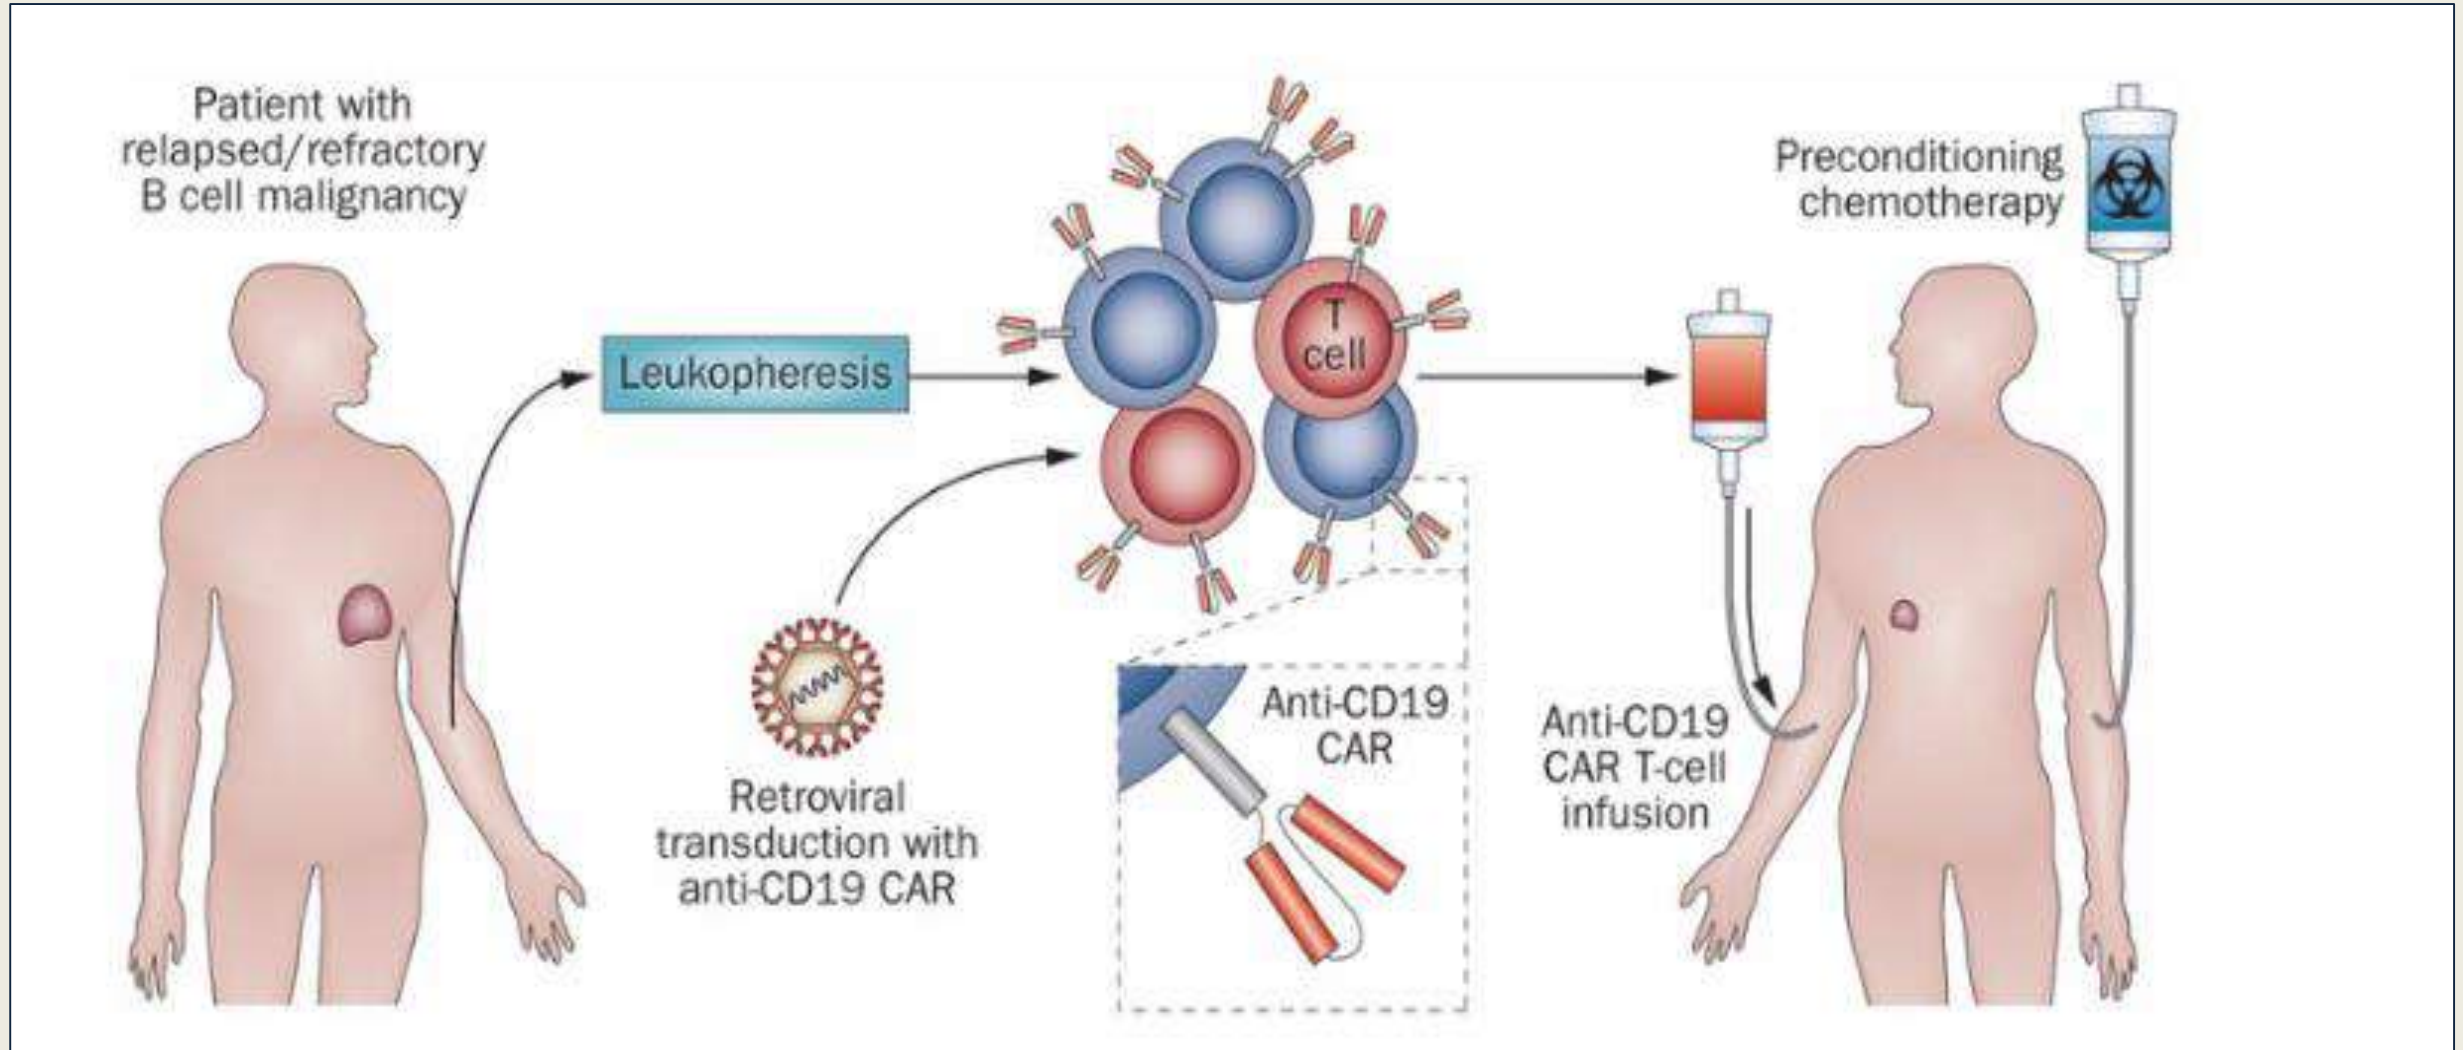 Patient with
relapsed/refractory
B cell malignancy
Leukopheresis
Retroviral
transduction with
anti-CD19 CAR
T
cell
Anti-CD19
CAR
Preconditioning
chemotherapy
Anti-CD19
CAR T-cell
infusion